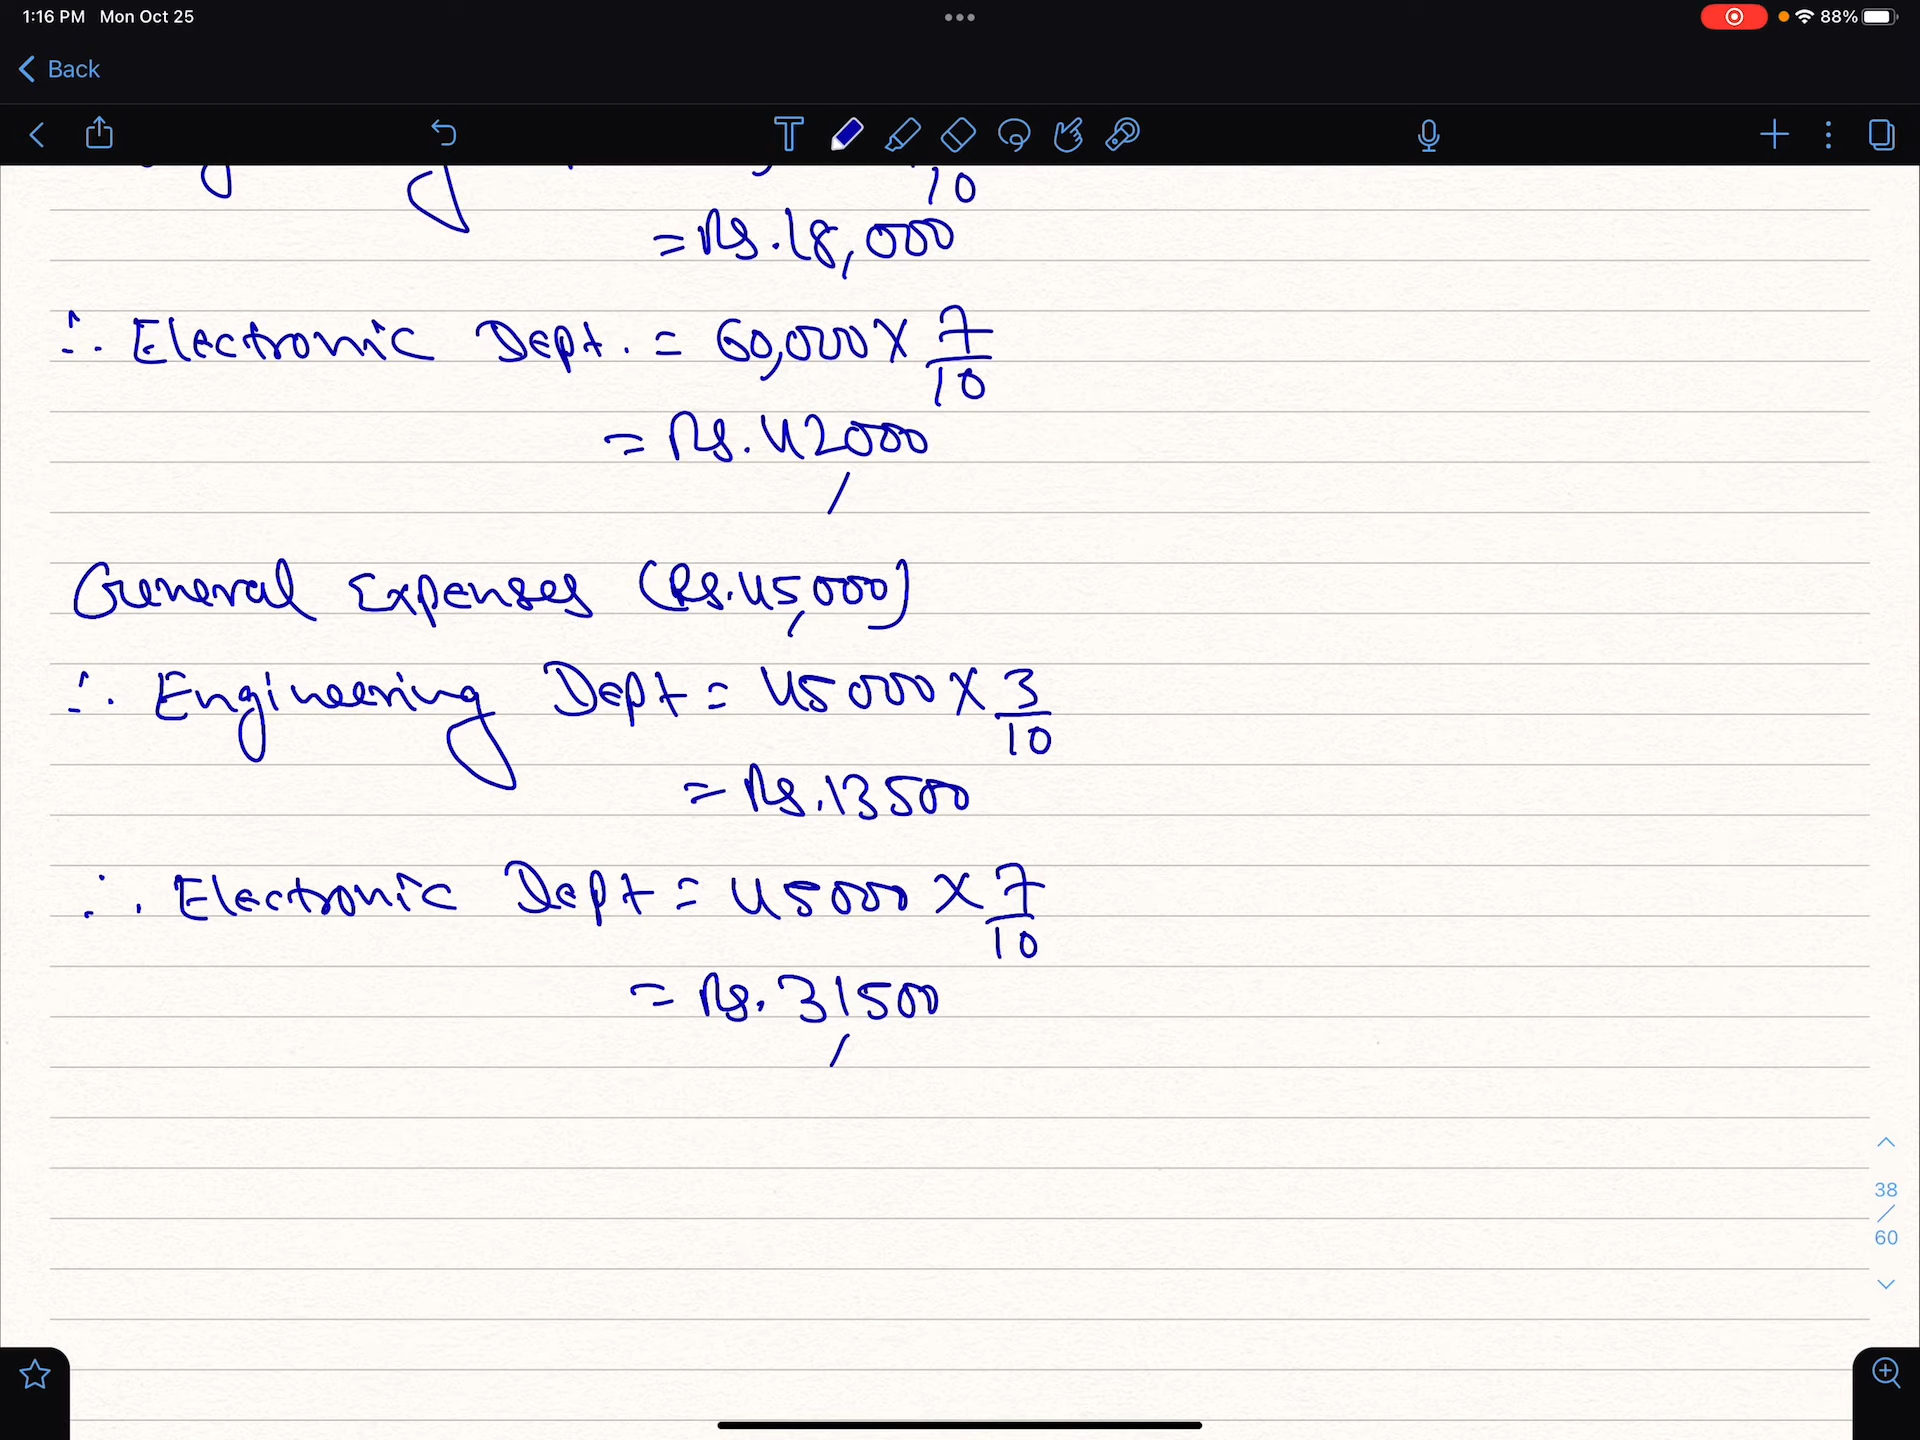 1:16 PM Mon Oct 25
88%
Back
T
10
= Rs. 18,000
∴ Electronic Dept. = 60,000 X 7/10
= Rs. 42000
General Expenses (Rs. 45,000)
∴ Engineering Dept = 45000 X 3/10
= Rs. 13500
∴ Electronic Dept = 45000 X 7/10
= Rs. 31500
38
/
60